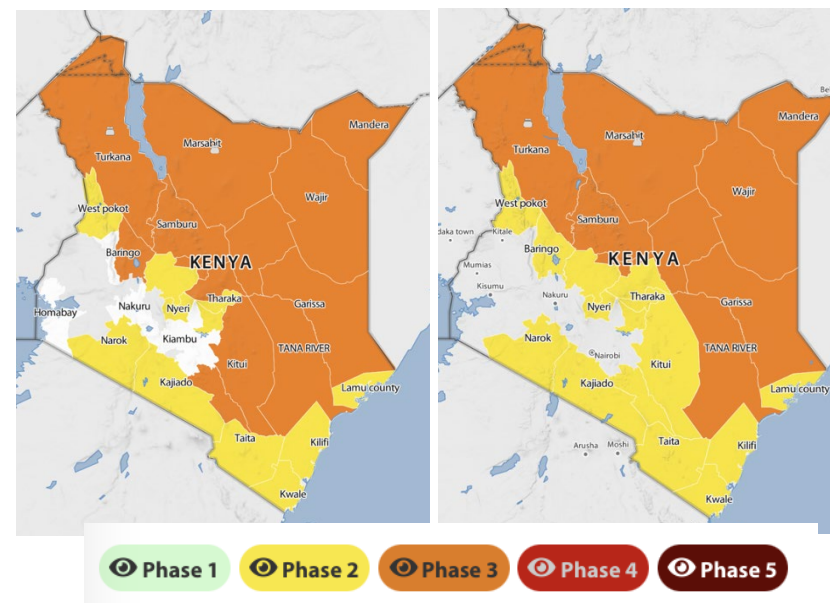 Mandera
Marsabit
Turkana
Wajir
West pokot
Samburu
Baringo
KENYA
Tharaka
Garissa
Nakuru
Nyeri
Homabay
Kiambu
Narok
TANA RIVER
Kitui
Kajiado
Lamu county
Taita
Kilifi
Kwale
Mandera
Marsabit
Turkana
Wajir
West pokot
Samburu
daka town
Kitale
Baringo
KENYA
Mumias
Kisumu
Nakuru
Tharaka
Garissa
Nyeri
Narok
TANA RIVER
Nairobi
Kitui
Kajiado
Lamu county
Arusha
Moshi
Taita
Kilifi
Kwale
Phase 1
Phase 2
Phase 3
Phase 4
Phase 5